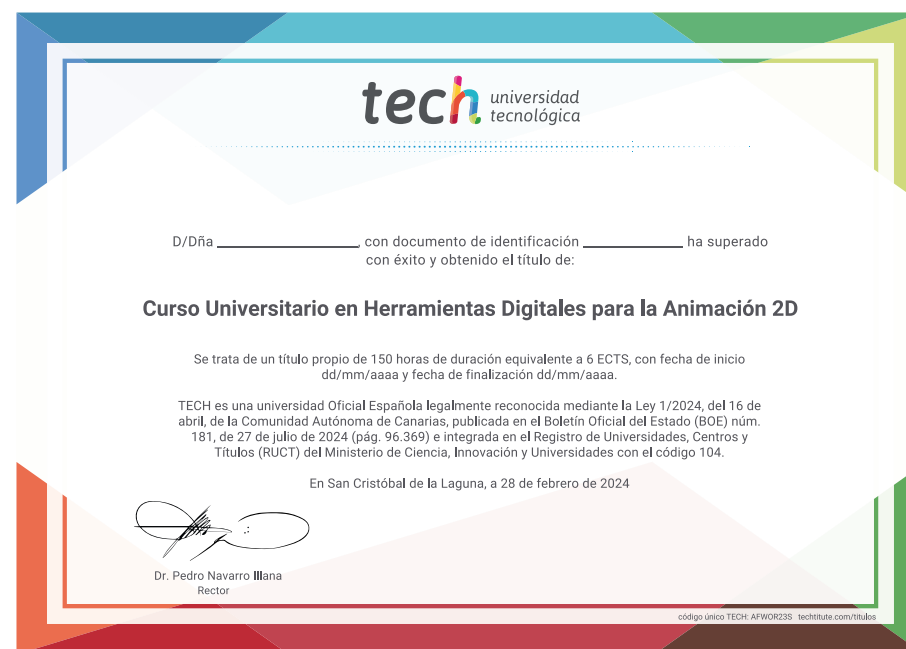 tech universidad
tecnológica
D/Dña ____________, con documento de identificación ____________ ha superado
con éxito y obtenido el título de:
Curso Universitario en Herramientas Digitales para la Animación 2D
Se trata de un título propio de 150 horas de duración equivalente a 6 ECTS, con fecha de inicio
dd/mm/aaaa y fecha de finalización dd/mm/aaaa.
TECH es una universidad Oficial Española legalmente reconocida mediante la Ley 1/2024, del 16 de
abril, de la Comunidad Autónoma de Canarias, publicada en el Boletín Oficial del Estado (BOE) núm.
181, de 27 de julio de 2024 (pág. 96.369) e integrada en el Registro de Universidades, Centros y
Títulos (RUCT) del Ministerio de Ciencia, Innovación y Universidades con el código 104.
En San Cristóbal de la Laguna, a 28 de febrero de 2024
Dr. Pedro Navarro Illana
Rector
código único TECH: AFWOR23S techtitute.com/titulos